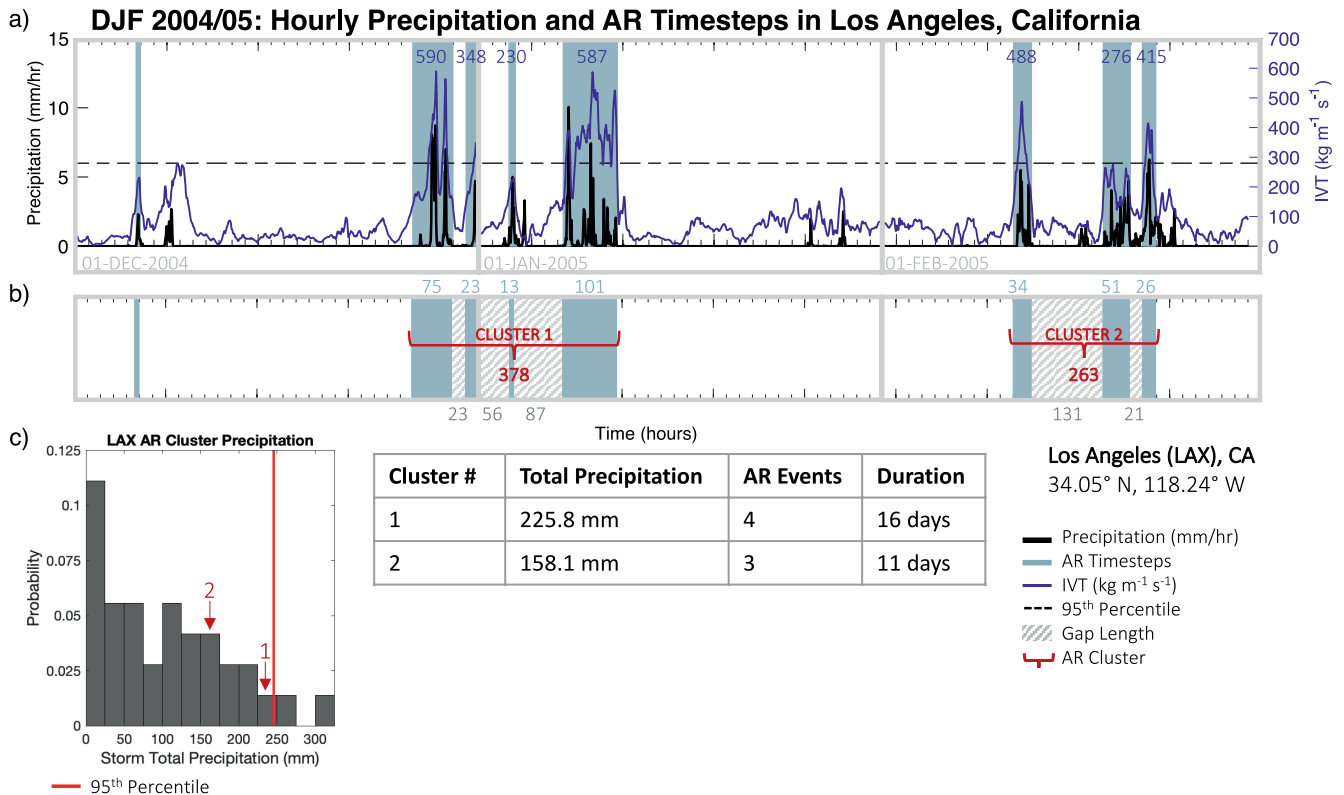 a)
DJF 2004/05: Hourly Precipitation and AR Timesteps in Los Angeles, California
Precipitation (mm/hr)
15
10
5
0
590 348 230 587 488 276 415
700
600
500
400
300
200
100
0
IVT (kg m⁻¹ s⁻¹)
01-DEC-2004 01-JAN-2005 01-FEB-2005
b)
75 23 13 101 34 51 26
CLUSTER 1 CLUSTER 2
378 263
23 56 87 131 21
Time (hours)
c)
LAX AR Cluster Precipitation
Probability
0.125
0.1
0.075
0.05
0.025
0
2
1
0 50 100 150 200 250 300
Storm Total Precipitation (mm)
95ᵗʰ Percentile
Cluster # Total Precipitation AR Events Duration
1 225.8 mm 4 16 days
2 158.1 mm 3 11 days
Los Angeles (LAX), CA
34.05° N, 118.24° W
Precipitation (mm/hr)
AR Timesteps
IVT (kg m⁻¹ s⁻¹)
95ᵗʰ Percentile
Gap Length
AR Cluster